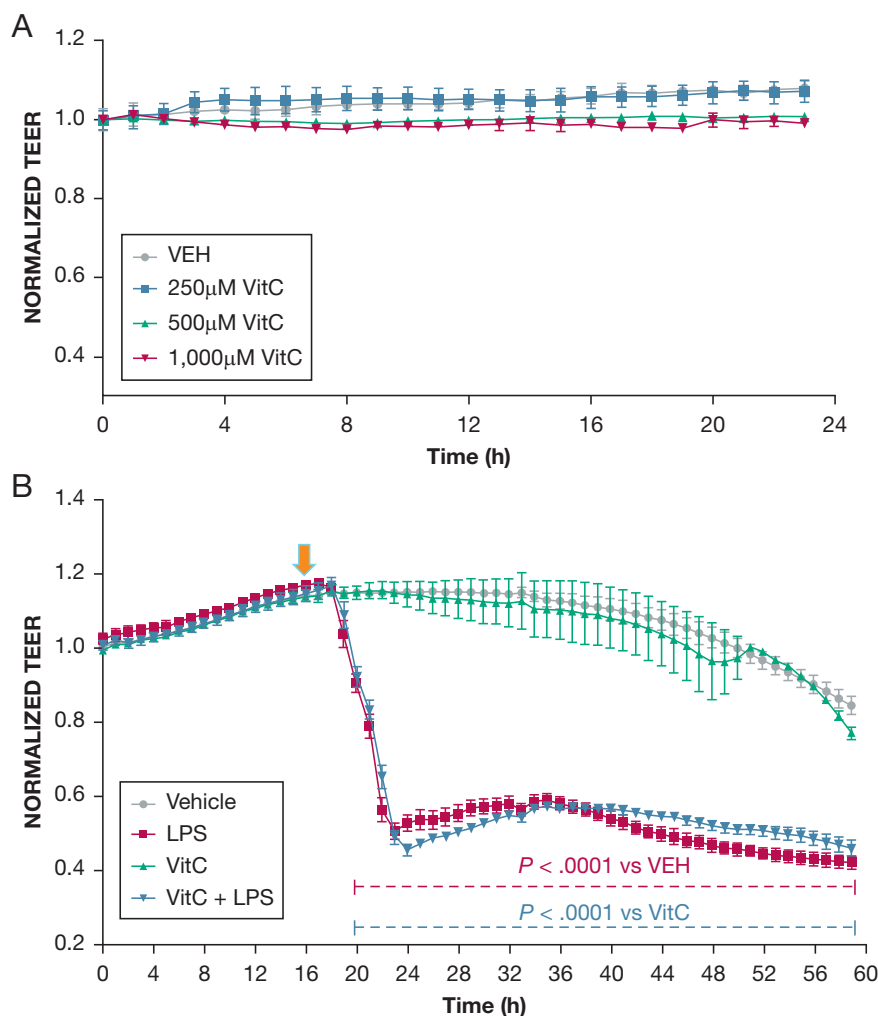 A
NORMALIZED TEER
1.2
1.0
0.8
0.6
0.4
VEH
250μM VitC
500μM VitC
1,000μM VitC
0 4 8 12 16 20 24
Time (h)
B
NORMALIZED TEER
1.4
1.2
1.0
0.8
0.6
0.4
0.2
Vehicle
LPS
VitC
VitC + LPS
P < .0001 vs VEH
P < .0001 vs VitC
0 4 8 12 16 20 24 28 32 36 40 44 48 52 56 60
Time (h)